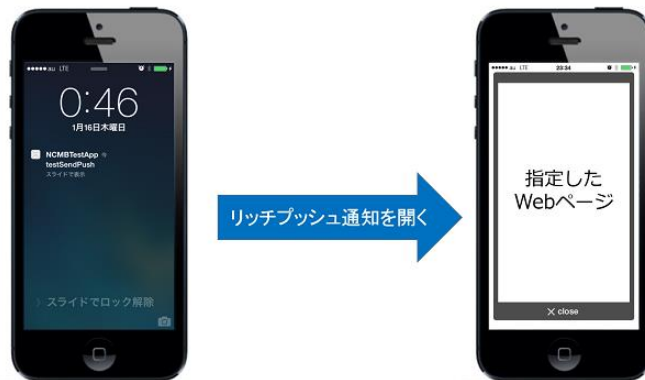 au LTE
0:46
1月16日木曜日
NCMBTestApp 今
testSendPush
スライドで表示
> スライドでロック解除
リッチプッシュ通知を開く
au LTE 23:34
指定した
Webページ
× close